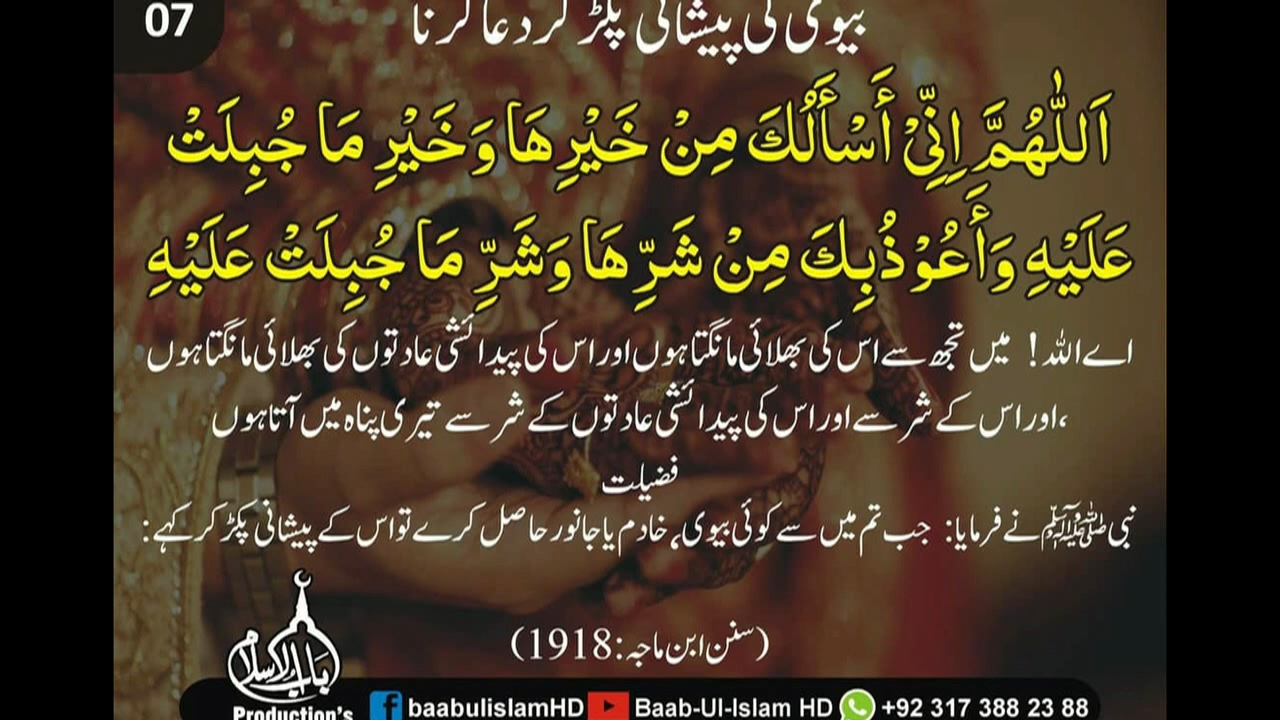 07
بیوی کی پیشانی پکڑ کر دعا کرنا
اَللّٰهُمَّ اِنِّیْ أَسْأَلُكَ مِنْ خَيْرِهَا وَخَيْرِ مَا جُبِلَتْ
عَلَيْهِ وَأَعُوْذُبِكَ مِنْ شَرِّهَا وَشَرِّ مَا جُبِلَتْ عَلَيْهِ
اے اللہ! میں تجھ سے اس کی بھلائی مانگتا ہوں اور اس کی پیدائشی عادتوں کی بھلائی مانگتا ہوں
،اور اس کے شر سے اور اس کی پیدائشی عادتوں کے شر سے تیری پناہ میں آتا ہوں
فضیلت
نبی ﷺ نے فرمایا: جب تم میں سے کوئی بیوی، خادم یا جانور حاصل کرے تو اس کے پیشانی پکڑ کر کہے:
(سنن ابن ماجہ: 1918)
باب الاسلام
Production's
baabulislamHD Baab-Ul-Islam HD +92 317 388 23 88